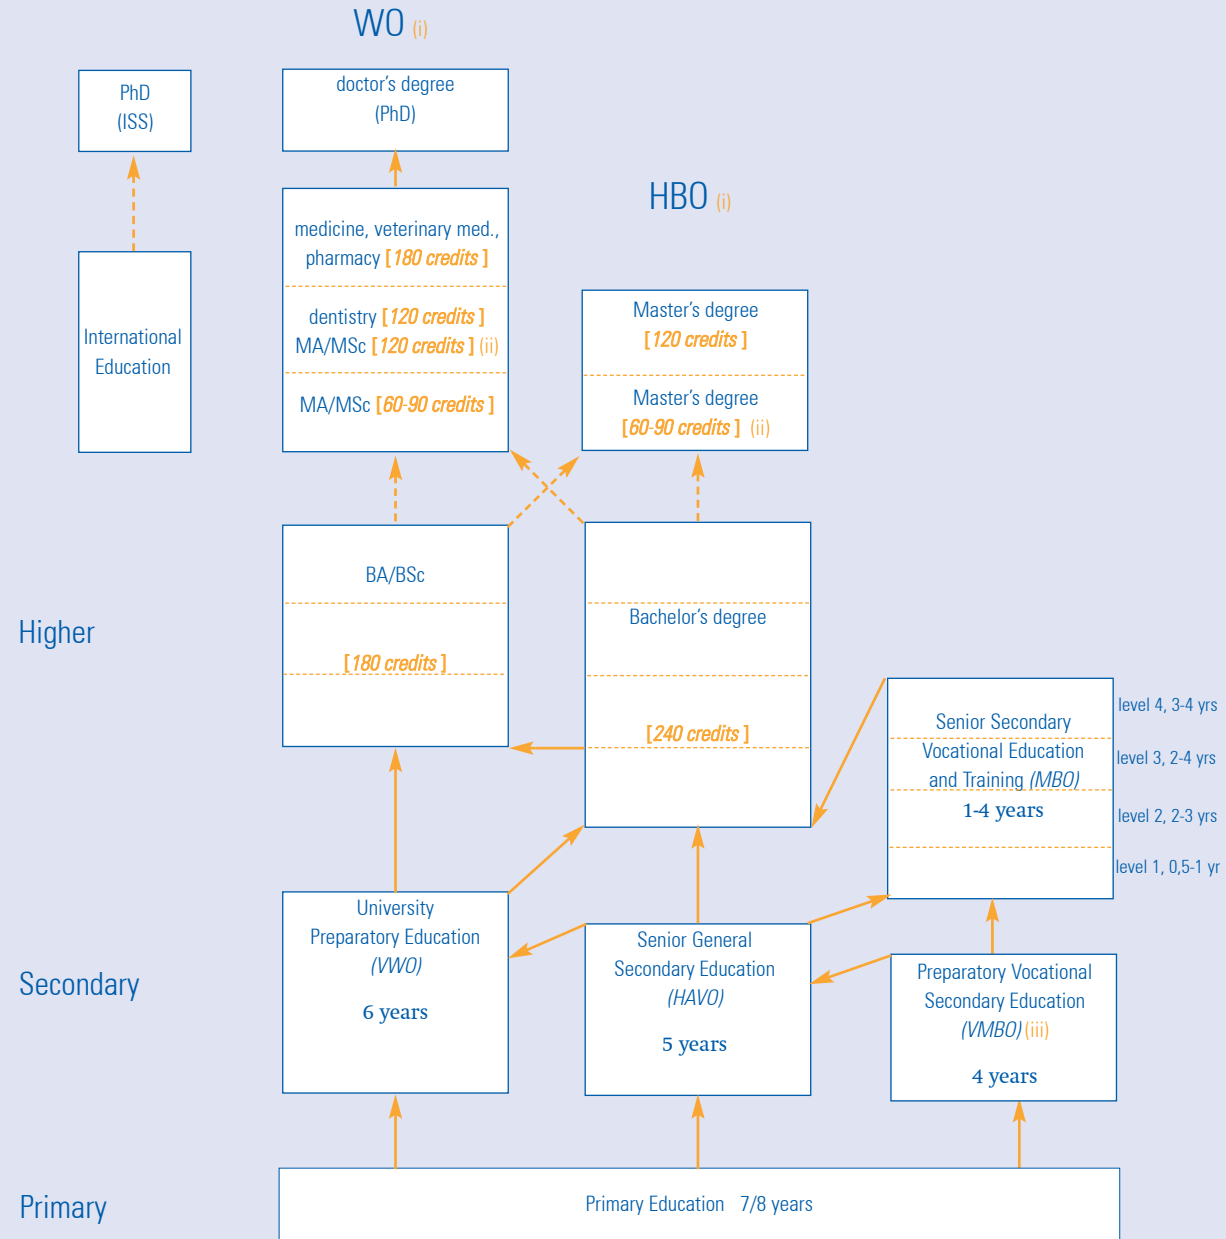 WO (i)
PhD
(ISS)
doctor's degree
(PhD)
HBO (i)
medicine, veterinary med.,
pharmacy [180 credits ]
dentistry [120 credits ]
MA/MSc [120 credits ] (ii)
MA/MSc [60-90 credits ]
International
Education
Master's degree
[120 credits ]
Master's degree
[60-90 credits ] (ii)
Higher
BA/BSc
[180 credits ]
Bachelor's degree
[240 credits ]
Senior Secondary
Vocational Education
and Training (MBO)
1-4 years
level 4, 3-4 yrs
level 3, 2-4 yrs
level 2, 2-3 yrs
level 1, 0,5-1 yr
Secondary
University
Preparatory Education
(VWO)
6 years
Senior General
Secondary Education
(HAVO)
5 years
Preparatory Vocational
Secondary Education
(VMBO) (iii)
4 years
Primary
Primary Education 7/8 years